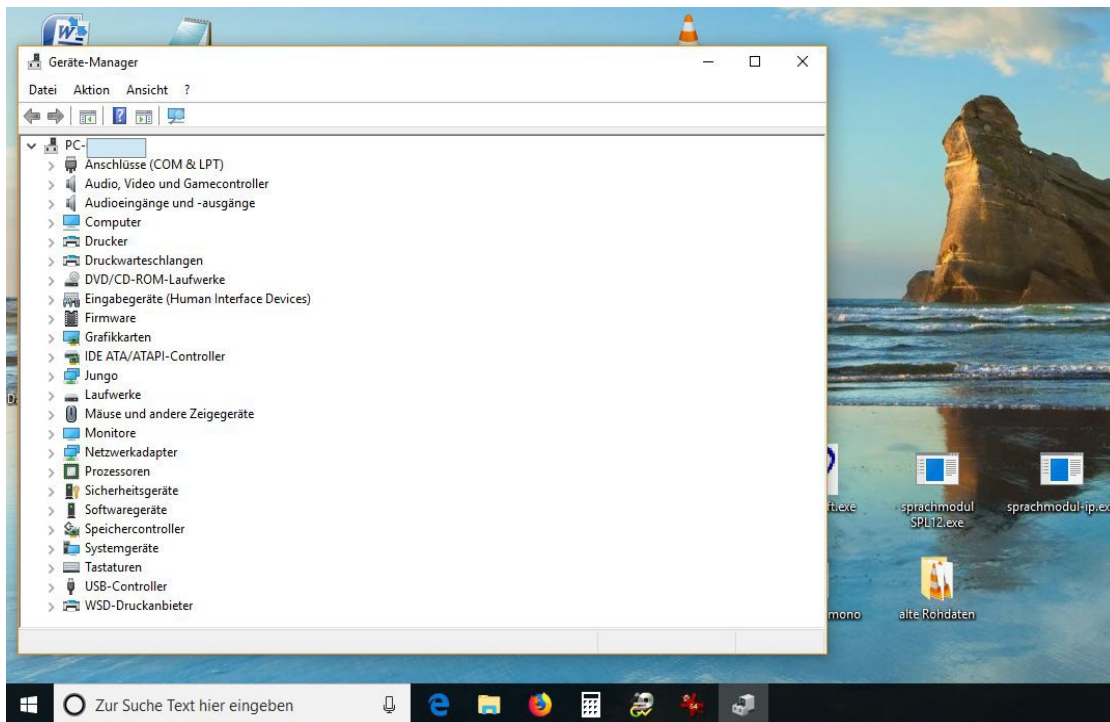 Geräte-Manager
Datei Aktion Ansicht ?
PC-
Anschlüsse (COM & LPT)
Audio, Video und Gamecontroller
Audioeingänge und -ausgänge
Computer
Drucker
Druckwarteschlangen
DVD/CD-ROM-Laufwerke
Eingabegeräte (Human Interface Devices)
Firmware
Grafikkarten
IDE ATA/ATAPI-Controller
Jungo
Laufwerke
Mäuse und andere Zeigegeräte
Monitore
Netzwerkadapter
Prozessoren
Sicherheitsgeräte
Softwaregeräte
Speichercontroller
Systemgeräte
Tastaturen
USB-Controller
WSD-Druckanbieter
ft.exe
sprachmodul
SPL12.exe
sprachmodul-ip.ex
mono
alte Rohdaten
Zur Suche Text hier eingeben